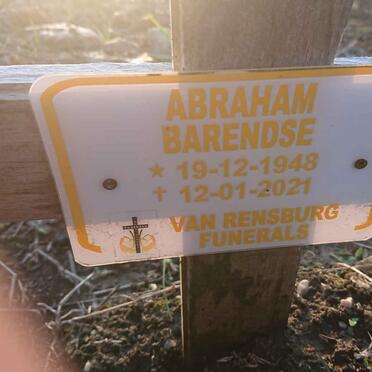 ABRAHAM
BARENDSE
★ 19-12-1948
✝ 12-01-2021
VAN RENSBURG
FUNERALS